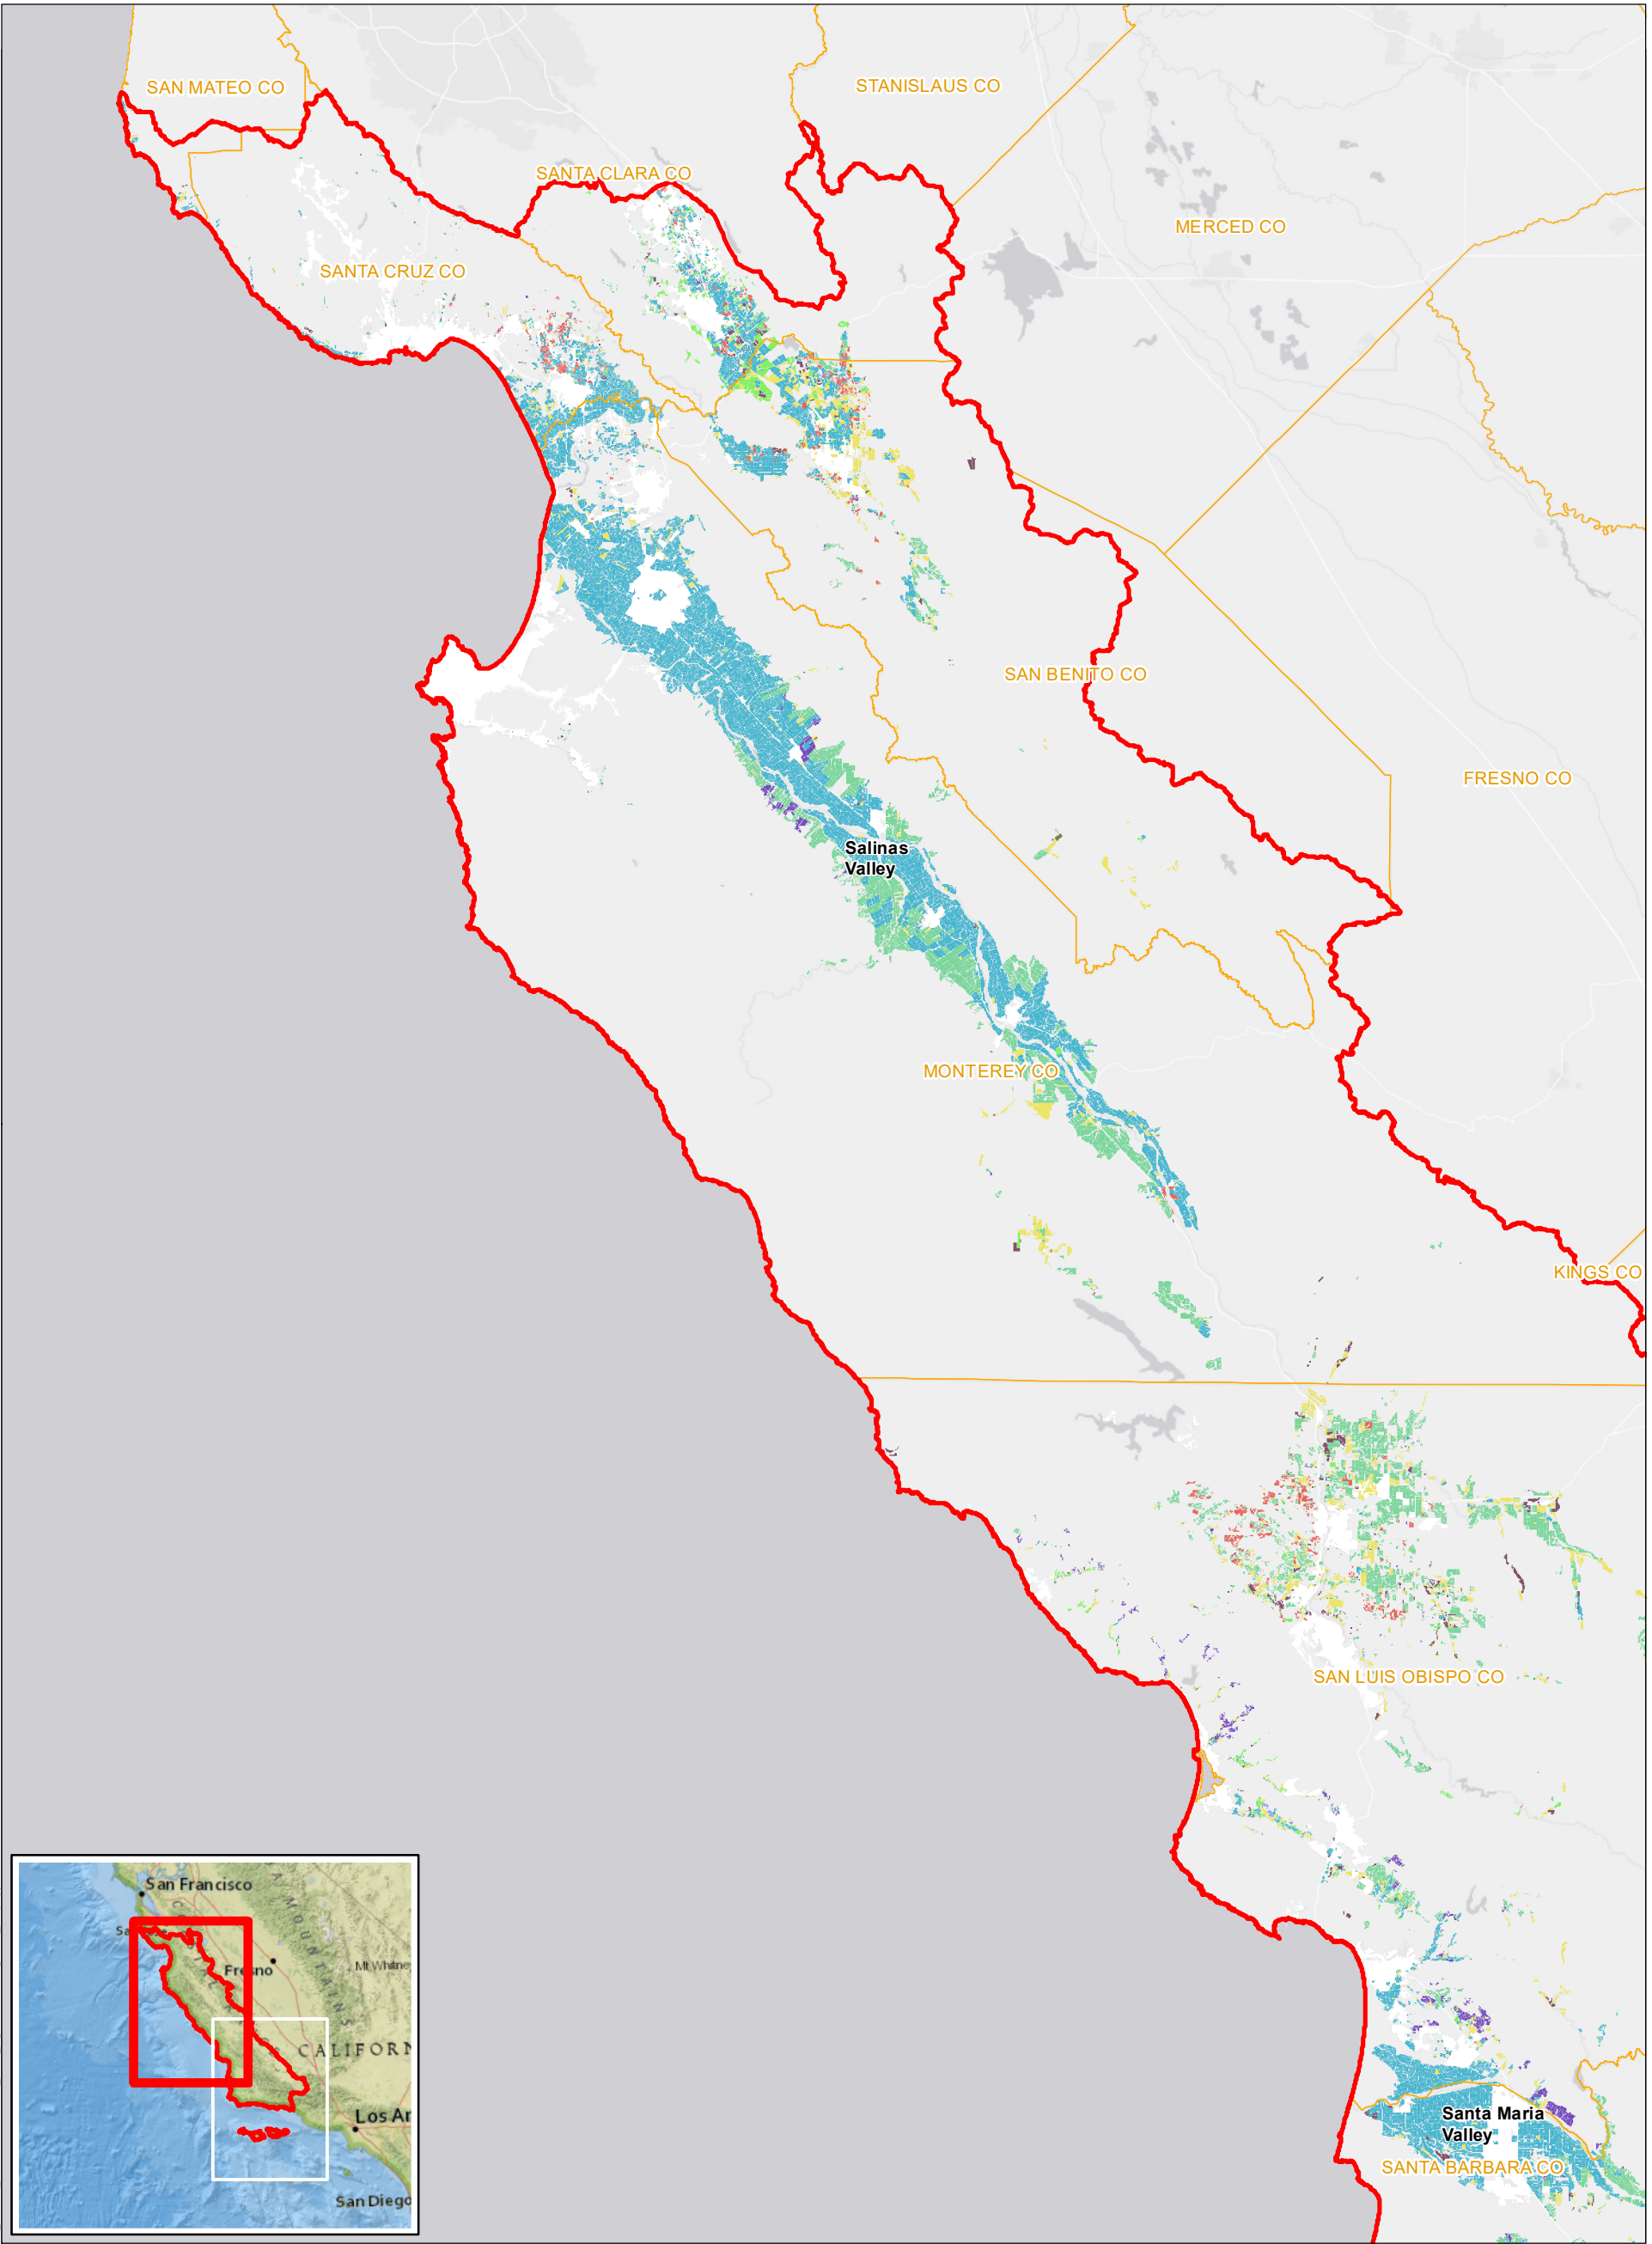 SAN MATEO CO
STANISLAUS CO
SANTA CLARA CO
MERCED CO
SANTA CRUZ CO
SAN BENITO CO
FRESNO CO
Salinas
Valley
MONTEREY CO
KINGS CO
SAN LUIS OBISPO CO
Santa Maria
Valley
SANTA BARBARA CO
San Francisco
Sa
Fresno
Mt Whitne
CALIFORN
Los An
San Diego